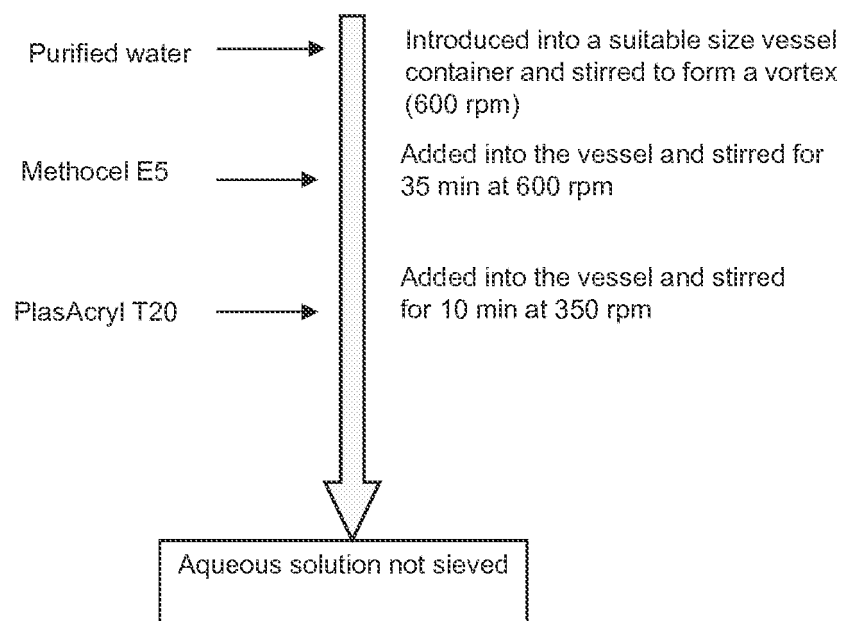 Purified water
Introduced into a suitable size vessel
container and stirred to form a vortex
(600 rpm)
Methocel E5
Added into the vessel and stirred for
35 min at 600 rpm
PlasAcryl T20
Added into the vessel and stirred
for 10 min at 350 rpm
Aqueous solution not sieved